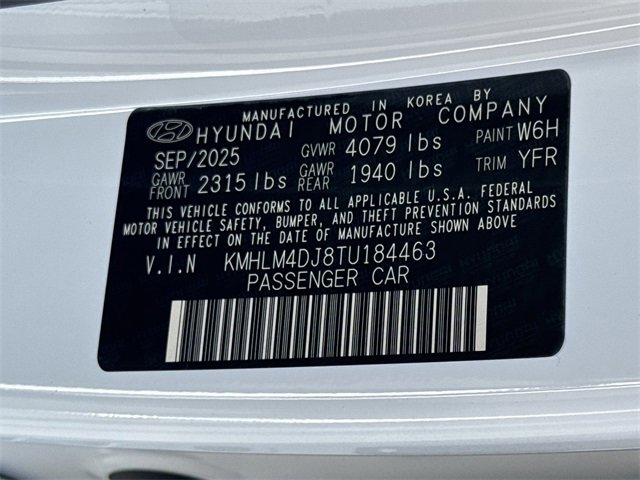 MANUFACTURED IN KOREA BY
HYUNDAI MOTOR COMPANY
SEP/2025 GVWR 4079 lbs PAINT W6H
GAWR FRONT 2315 lbs GAWR REAR 1940 lbs TRIM YFR
THIS VEHICLE CONFORMS TO ALL APPLICABLE U.S.A. FEDERAL
MOTOR VEHICLE SAFETY, BUMPER, AND THEFT PREVENTION STANDARDS
IN EFFECT ON THE DATE OF MANUFACTURE SHOWN ABOVE
V.I.N KMHLM4DJ8TU184463
PASSENGER CAR